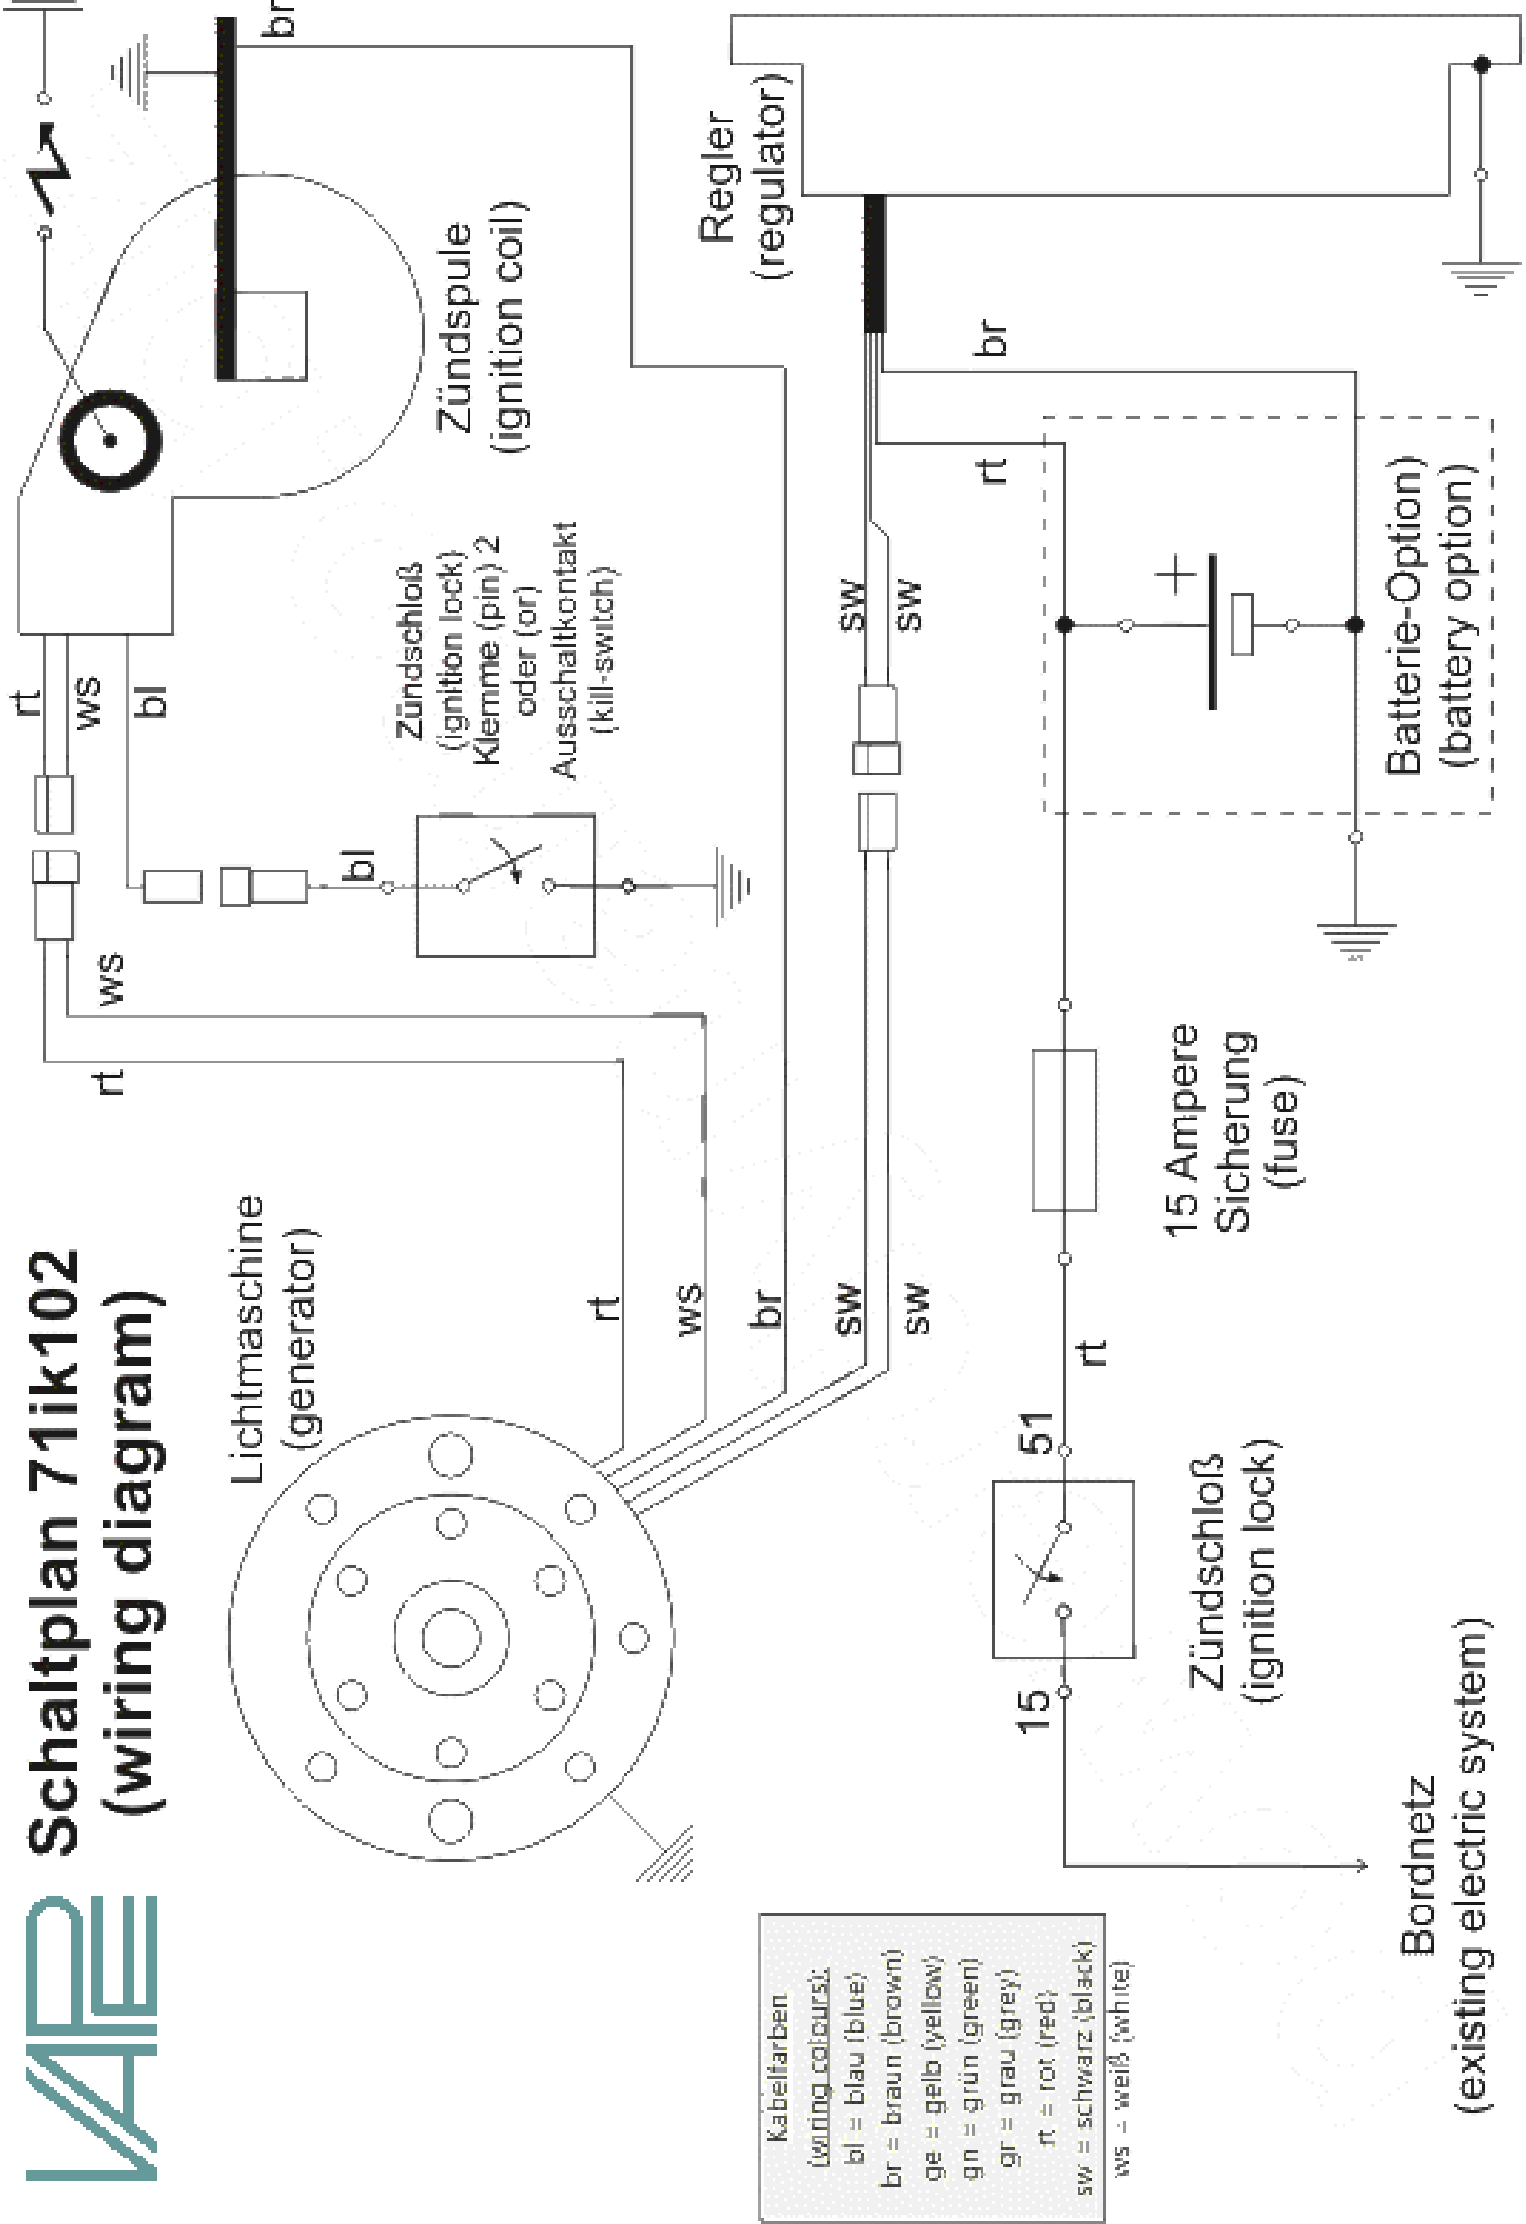 VAPE
Schaltplan 71ik102
(wiring diagram)
Lichtmaschine
(generator)
rt
ws
br
sw
sw
rt
ws
rt
ws
bl
bl
Zündschloß
(ignition lock)
Klemme (pin) 2
oder (or)
Ausschaltkontakt
(kill-switch)
Zündspule
(ignition coil)
br
Regler
(regulator)
sw
sw
rt
br
+
Batterie-Option)
(battery option)
15 Ampere
Sicherung
(fuse)
rt
51
15
Zündschloß
(ignition lock)
Bordnetz
(existing electric system)
Kabelfarben
(wiring colours):
bl = blau (blue)
br = braun (brown)
ge = gelb (yellow)
gn = grün (green)
gr = grau (grey)
rt = rot (red)
sw = schwarz (black)
ws = weiß (white)